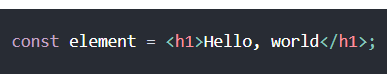 const element = <h1>Hello, world</h1>;